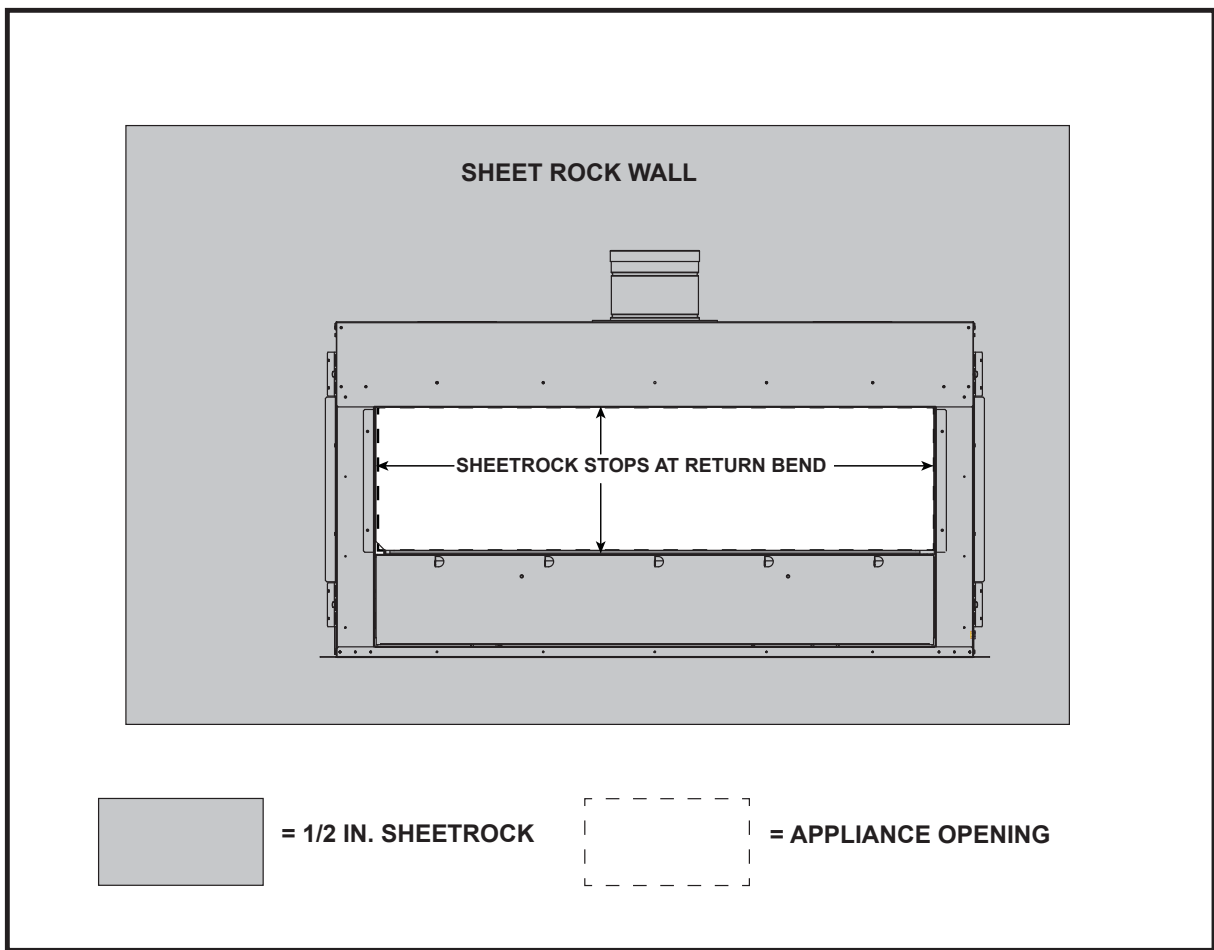 SHEET ROCK WALL
SHEETROCK STOPS AT RETURN BEND
= 1/2 IN. SHEETROCK
= APPLIANCE OPENING